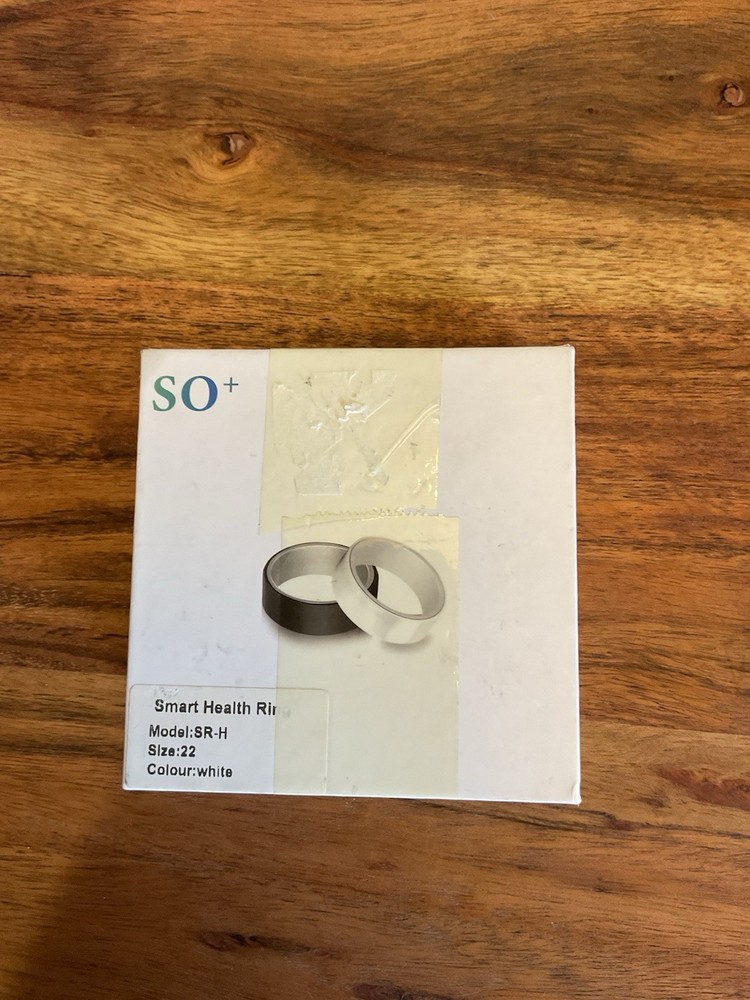 SO+
Smart Health Rin
Model:SR-H
Size:22
Colour:white